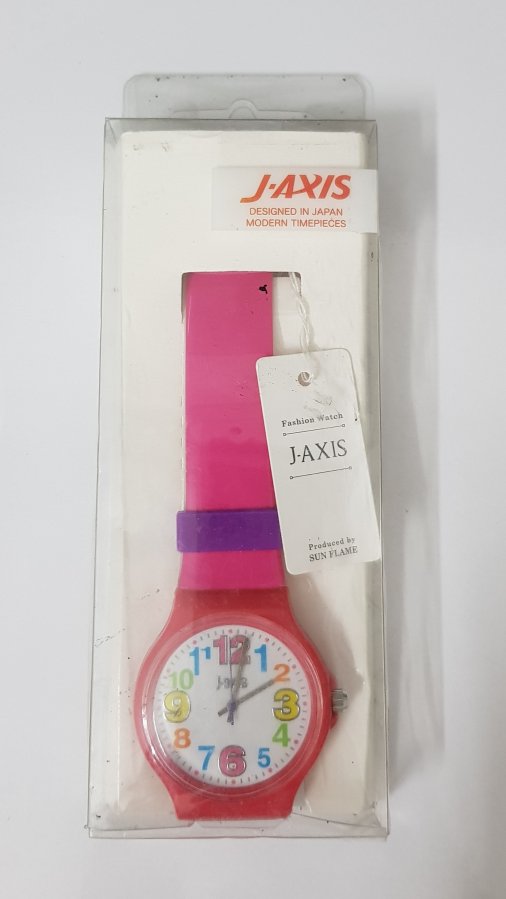 J-AXIS
DESIGNED IN JAPAN
MODERN TIMEPIECES
Fashion Watch
J-AXIS
Produced by
SUN FLAME
12
11
1
10
2
J-AXIS
9
3
8
4
7
5
6